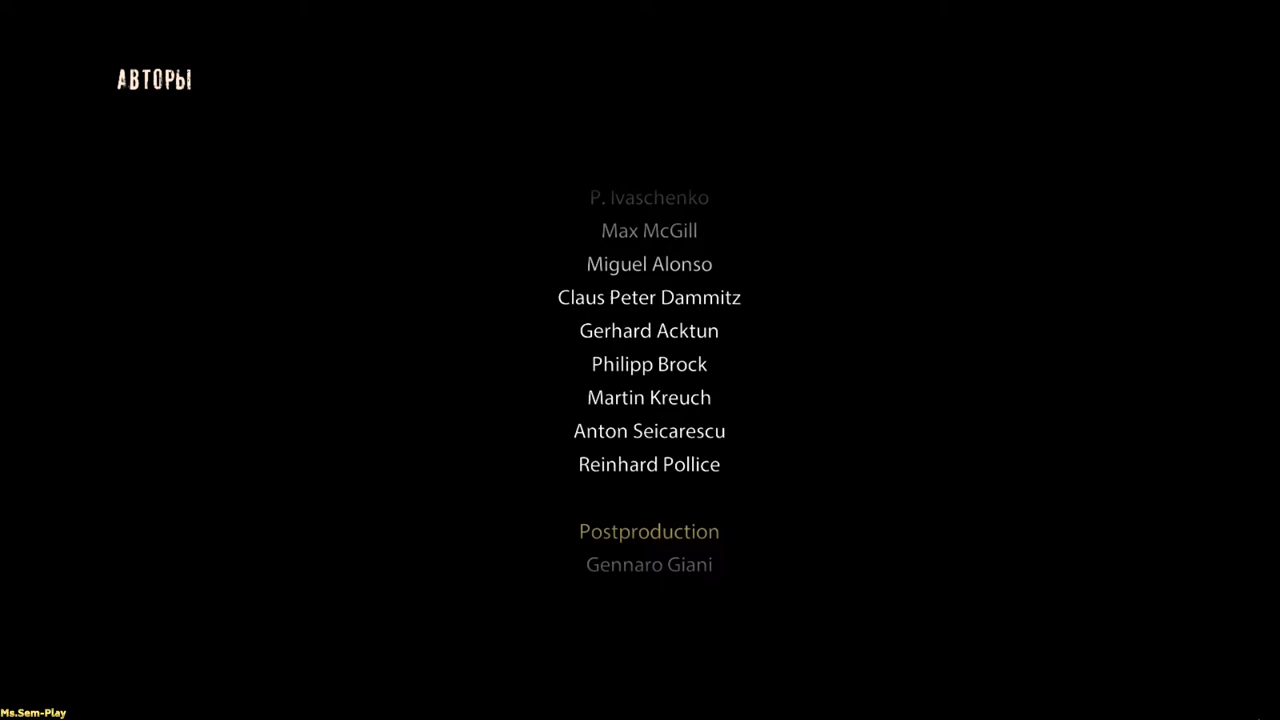 АВТОРЫ
P. Ivaschenko
Max McGill
Miguel Alonso
Claus Peter Dammitz
Gerhard Acktun
Philipp Brock
Martin Kreuch
Anton Seicarescu
Reinhard Pollice
Postproduction
Gennaro Giani
Ms.Sem-Play